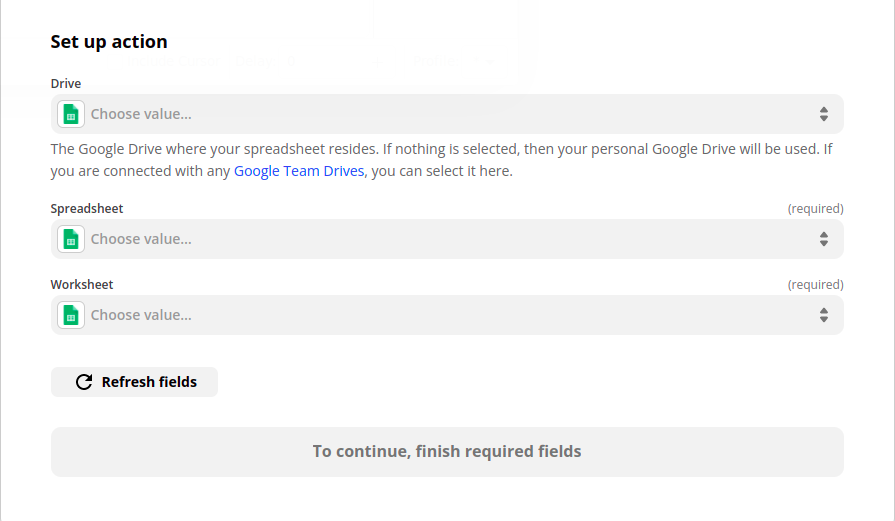 Set up action
Drive
Choose value...
The Google Drive where your spreadsheet resides. If nothing is selected, then your personal Google Drive will be used. If
you are connected with any Google Team Drives, you can select it here.
Spreadsheet (required)
Choose value...
Worksheet (required)
Choose value...
Refresh fields
To continue, finish required fields